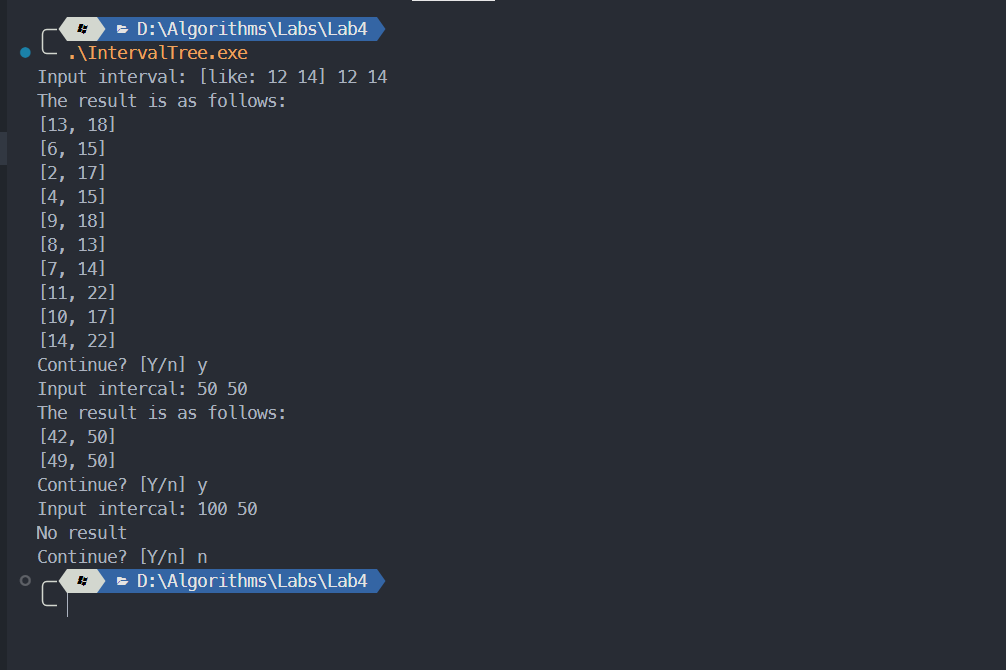 D:\Algorithms\Labs\Lab4
.\IntervalTree.exe
Input interval: [like: 12 14] 12 14
The result is as follows:
[13, 18]
[6, 15]
[2, 17]
[4, 15]
[9, 18]
[8, 13]
[7, 14]
[11, 22]
[10, 17]
[14, 22]
Continue? [Y/n] y
Input intercal: 50 50
The result is as follows:
[42, 50]
[49, 50]
Continue? [Y/n] y
Input intercal: 100 50
No result
Continue? [Y/n] n
D:\Algorithms\Labs\Lab4